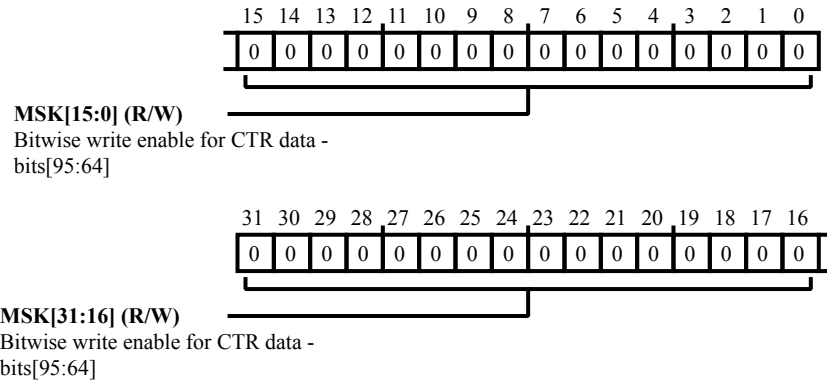 15 14 13 12 11 10 9 8 7 6 5 4 3 2 1 0
0 0 0 0 0 0 0 0 0 0 0 0 0 0 0 0
MSK[15:0] (R/W)
Bitwise write enable for CTR data -
bits[95:64]
31 30 29 28 27 26 25 24 23 22 21 20 19 18 17 16
0 0 0 0 0 0 0 0 0 0 0 0 0 0 0 0
MSK[31:16] (R/W)
Bitwise write enable for CTR data -
bits[95:64]